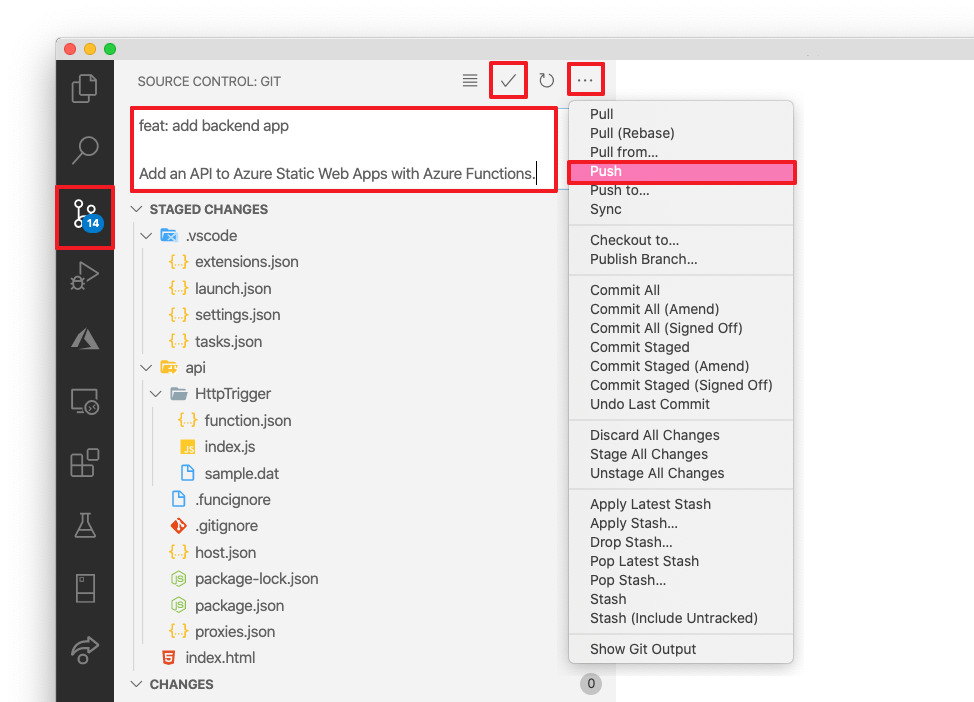 SOURCE CONTROL: GIT
feat: add backend app
Add an API to Azure Static Web Apps with Azure Functions.
14
STAGED CHANGES
.vscode
{..} extensions.json
{..} launch.json
{..} settings.json
{..} tasks.json
api
HttpTrigger
{..} function.json
JS index.js
sample.dat
.funcignore
.gitignore
{..} host.json
JS package-lock.json
JS package.json
{..} proxies.json
5 index.html
CHANGES
0
Pull
Pull (Rebase)
Pull from...
Push
Push to...
Sync
Checkout to...
Publish Branch...
Commit All
Commit All (Amend)
Commit All (Signed Off)
Commit Staged
Commit Staged (Amend)
Commit Staged (Signed Off)
Undo Last Commit
Discard All Changes
Stage All Changes
Unstage All Changes
Apply Latest Stash
Apply Stash...
Drop Stash...
Pop Latest Stash
Pop Stash...
Stash
Stash (Include Untracked)
Show Git Output